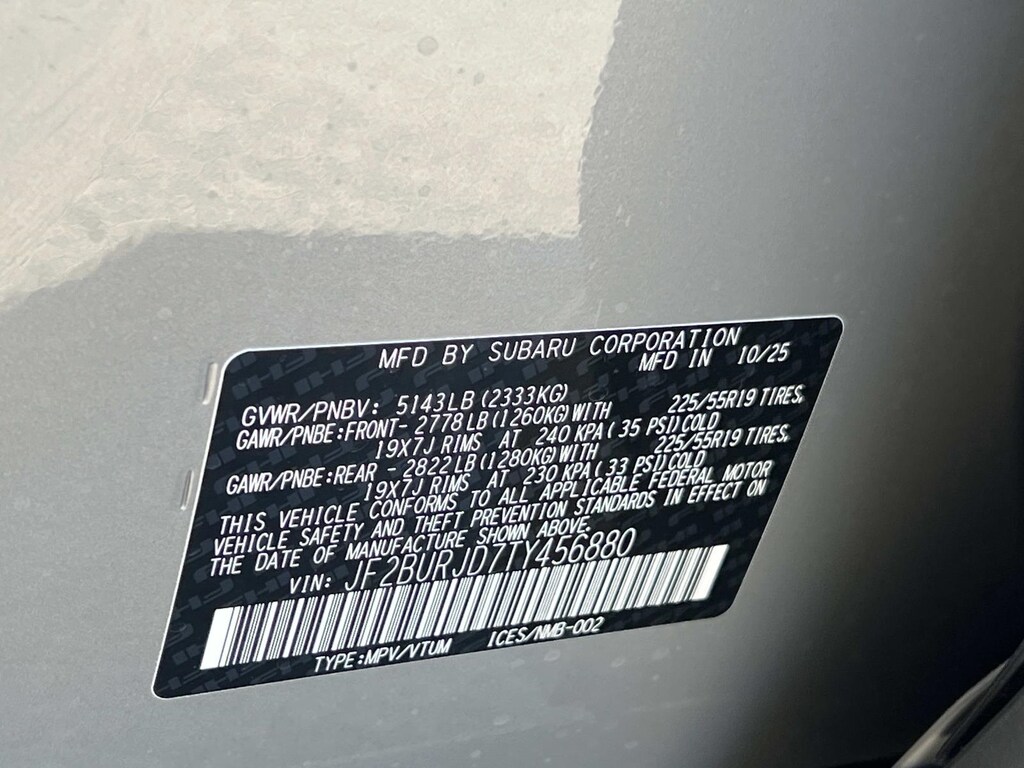 MFD BY SUBARU CORPORATION
MFD IN 10/25
GVWR/PNBV: 5143LB(2333KG)
GAWR/PNBE:FRONT- 2778LB(1260KG)WITH 225/55R19 TIRES,
19X7J RIMS AT 240 KPA(35 PSI)COLD
GAWR/PNBE:REAR - 2822LB(1280KG)WITH 225/55R19 TIRES,
19X7J RIMS AT 230 KPA(33 PSI)COLD
THIS VEHICLE CONFORMS TO ALL APPLICABLE FEDERAL MOTOR
VEHICLE SAFETY AND THEFT PREVENTION STANDARDS IN EFFECT ON
THE DATE OF MANUFACTURE SHOWN ABOVE.
VIN: JF2BURJD7TY456880
TYPE:MPV/VTUM ICES/NMB-002